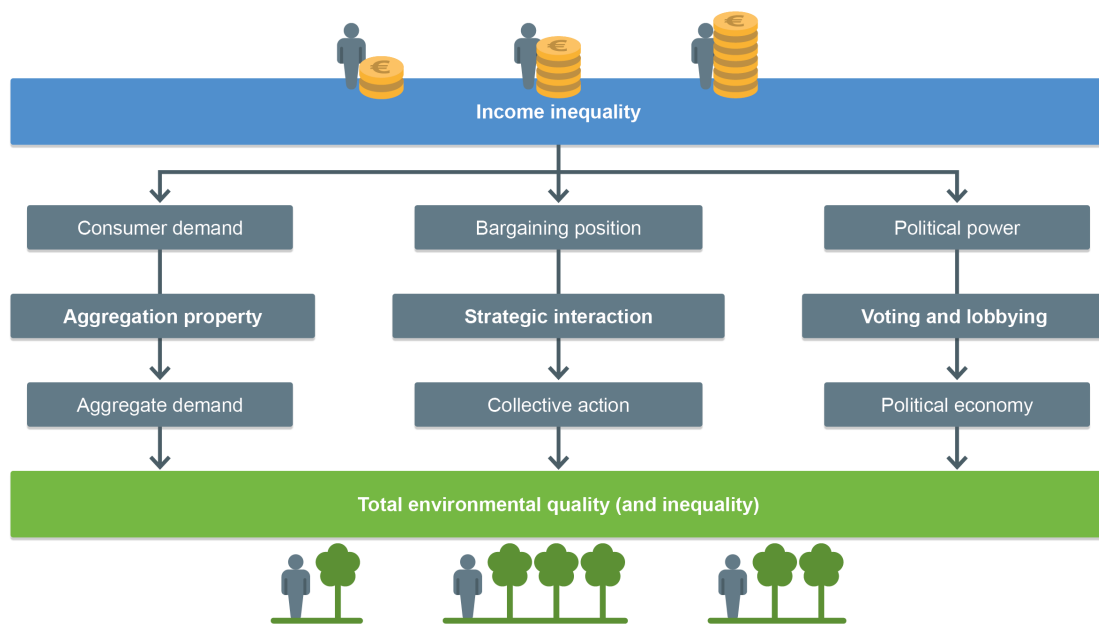 €
€
€
Income inequality
Consumer demand
Bargaining position
Political power
Aggregation property
Strategic interaction
Voting and lobbying
Aggregate demand
Collective action
Political economy
Total environmental quality (and inequality)